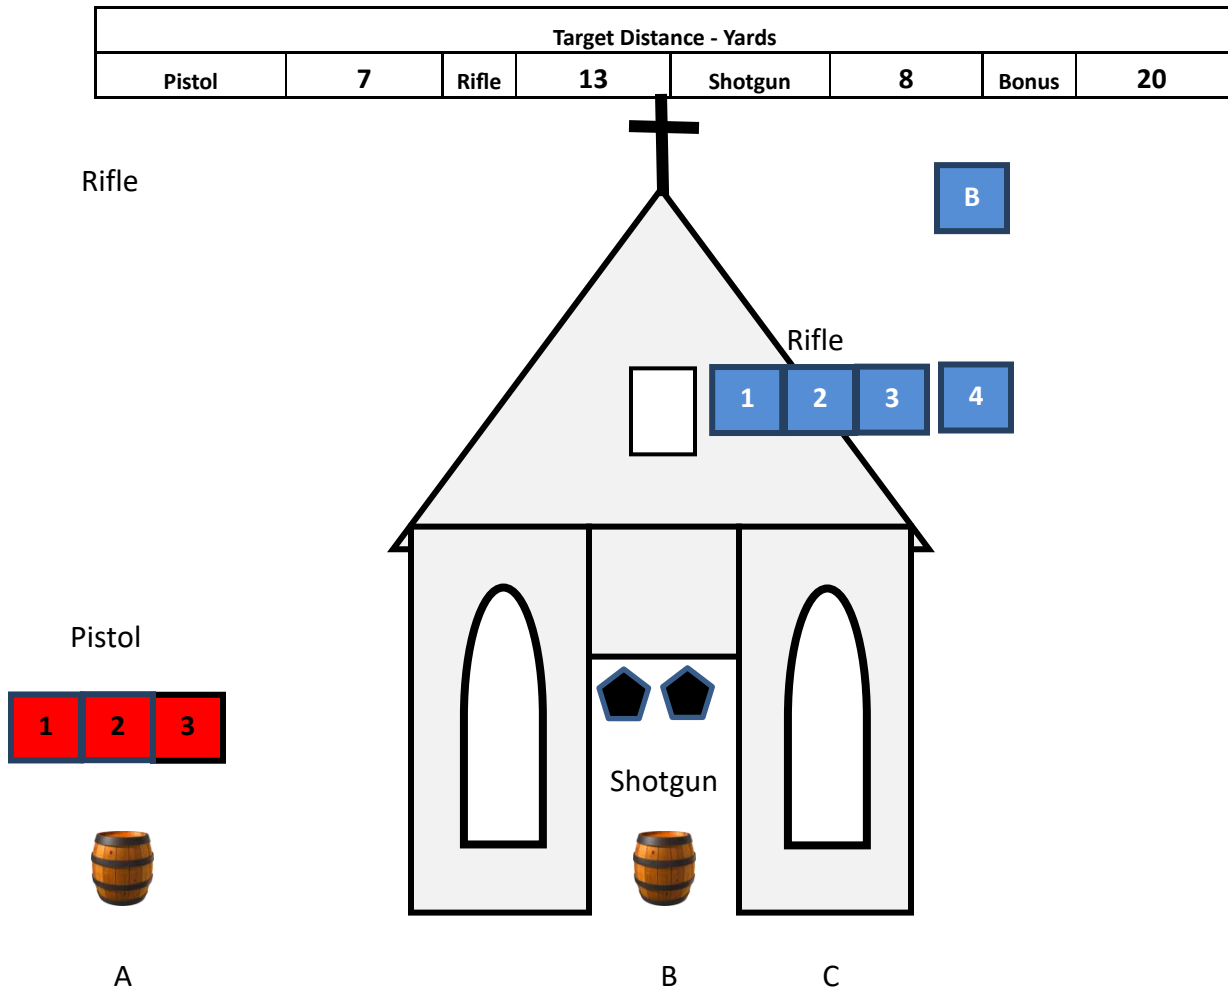 Target Distance - Yards
Pistol 7 Rifle 13 Shotgun 8 Bonus 20
Rifle
B
Rifle
1 2 3 4
Pistol
1 2 3
Shotgun
A B C